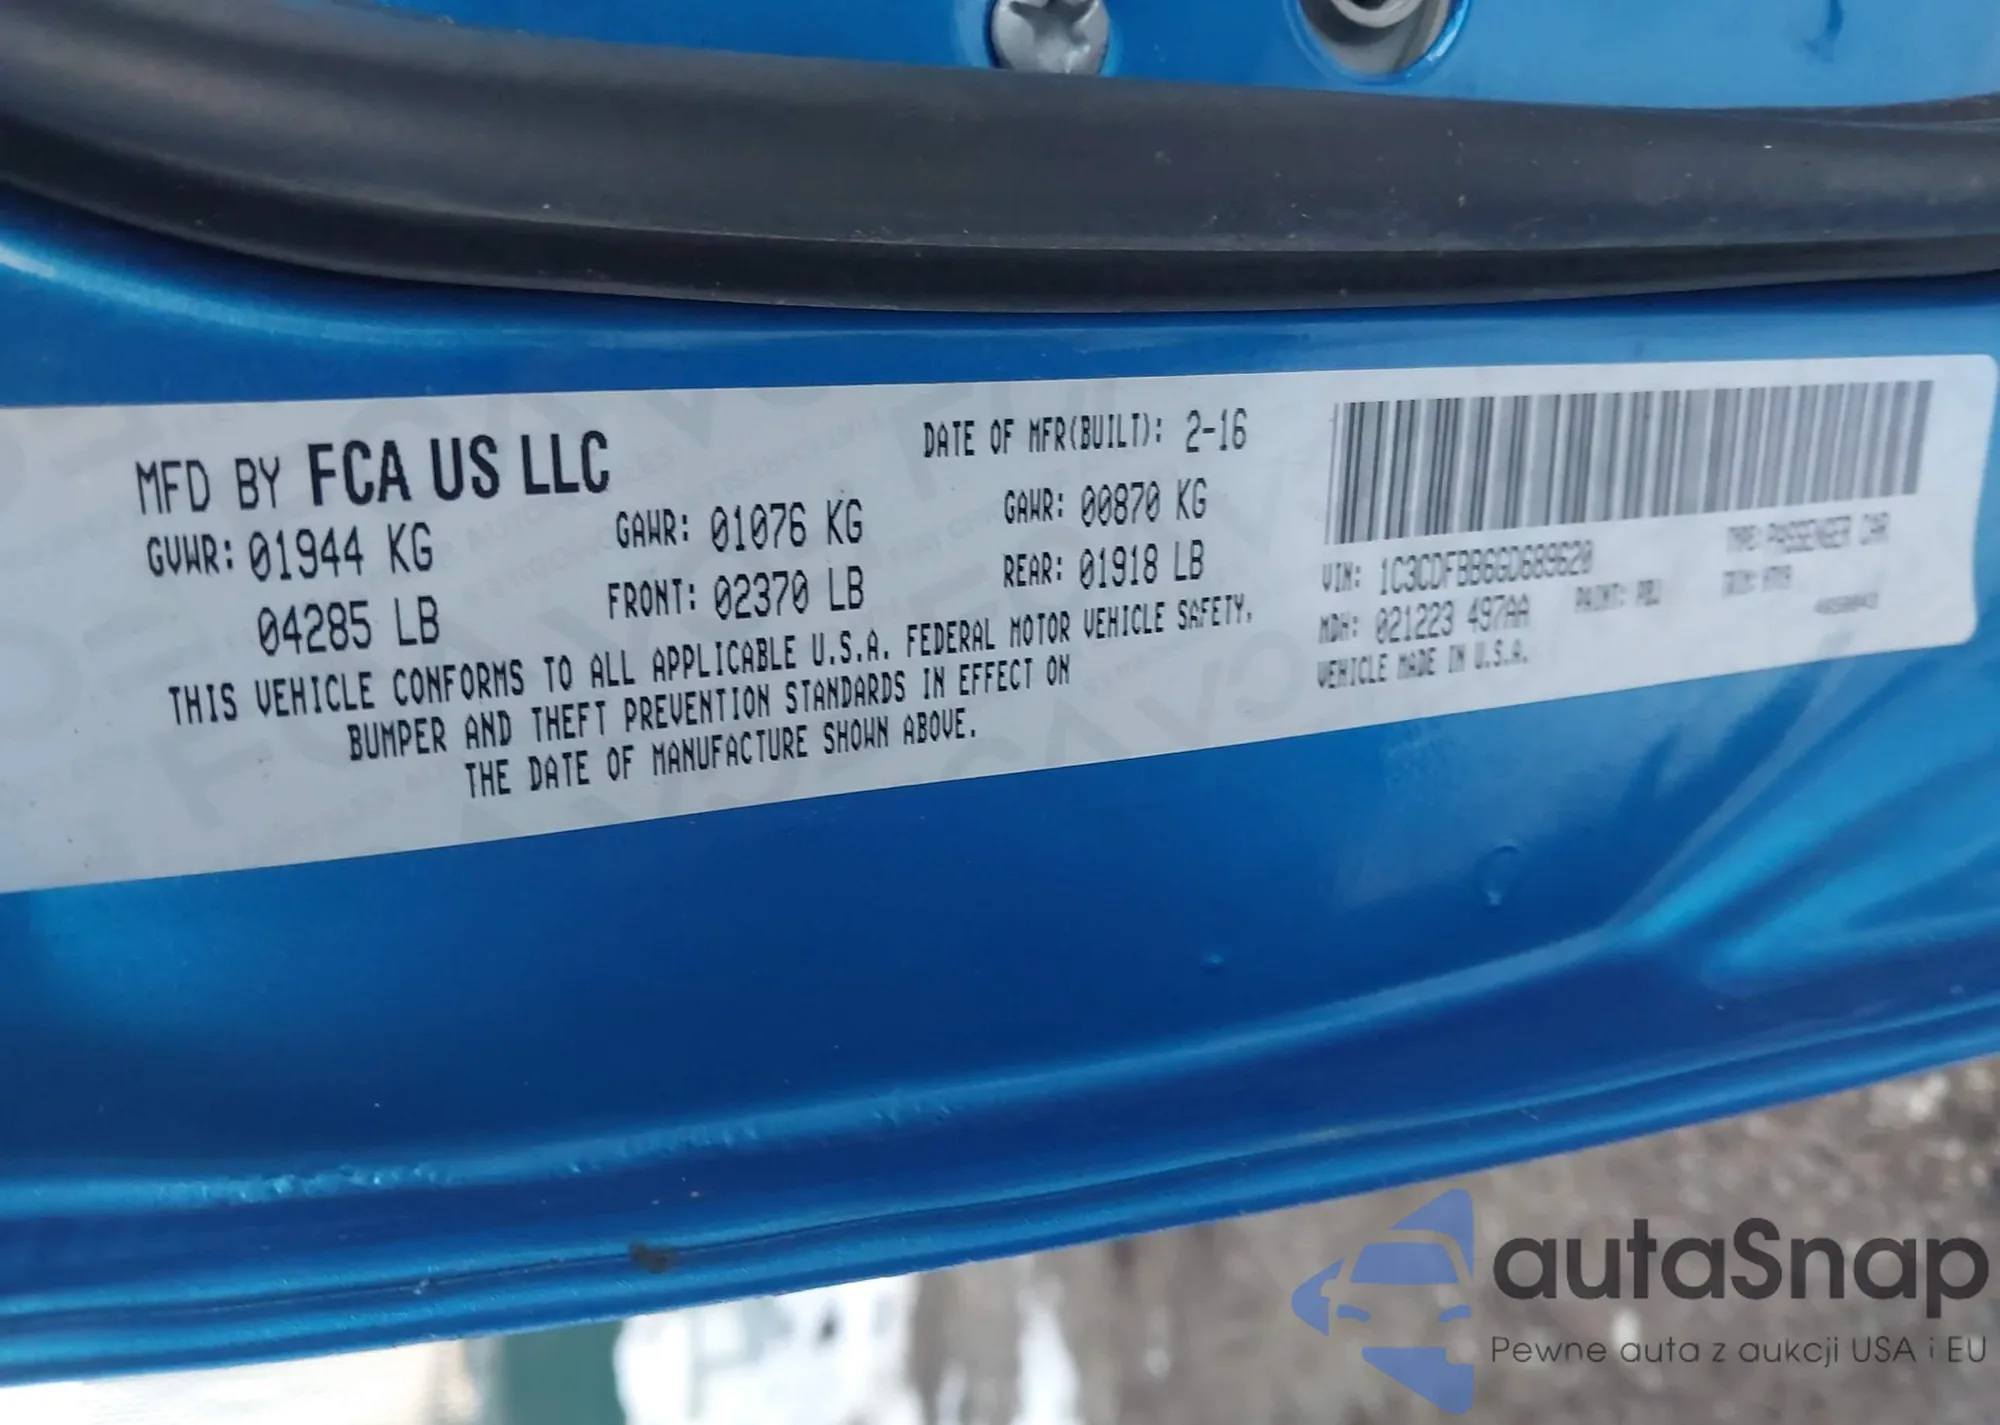 MFD BY FCA US LLC
DATE OF MFR(BUILT): 2-16
GVWR: 01944 KG
GAWR: 01076 KG
GAWR: 00870 KG
04285 LB
FRONT: 02370 LB
REAR: 01918 LB
THIS VEHICLE CONFORMS TO ALL APPLICABLE U.S.A. FEDERAL MOTOR VEHICLE SAFETY,
BUMPER AND THEFT PREVENTION STANDARDS IN EFFECT ON
THE DATE OF MANUFACTURE SHOWN ABOVE.
VIN: 1C3CDFBB6GD689620
TYPE: PASSENGER CAR
MDH: 021223 497AA
PAINT: PBJ
TRIM:
VEHICLE MADE IN U.S.A.
autaSnap
Pewne auta z aukcji USA i EU